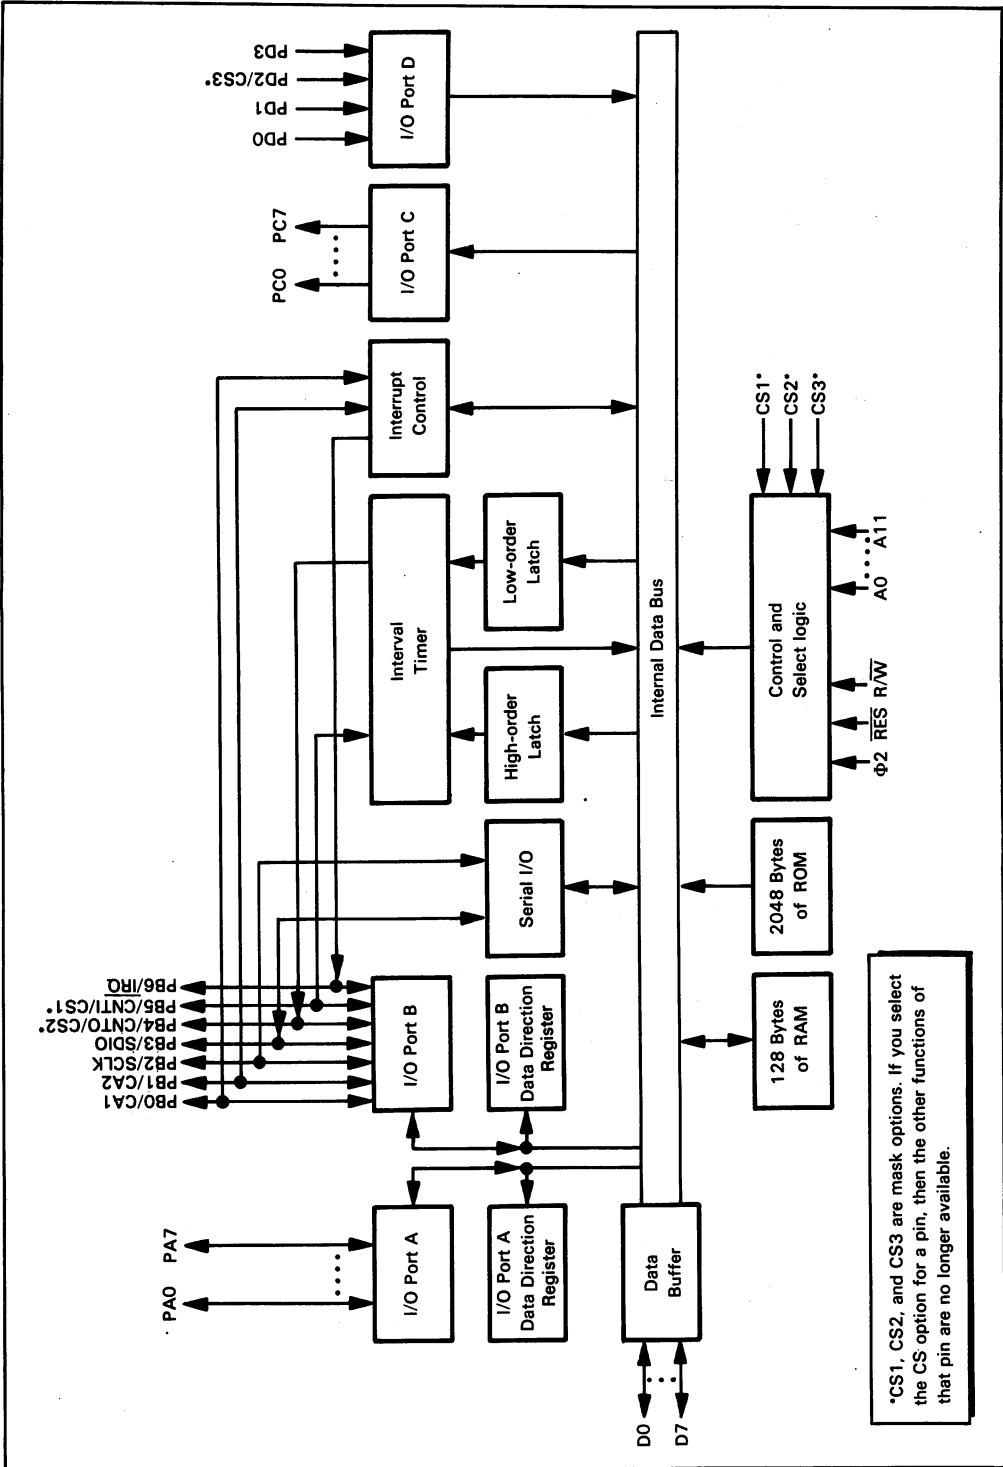 PA0 PA7
PB0/CA1
PB1/CA2
PB2/SCLK
PB3/SDIO
PB4/CNTO/CS2*
PB5/CNTI/CS1*
PB6/IRQ
PC0 PC7
PD0
PD1
PD2/CS3*
PD3
I/O Port A
I/O Port B
Interval
Timer
Interrupt
Control
I/O Port C
I/O Port D
I/O Port A
Data Direction
Register
I/O Port B
Data Direction
Register
Serial I/O
High-order
Latch
Low-order
Latch
D0
D7
Data
Buffer
Internal Data Bus
128 Bytes
of RAM
2048 Bytes
of ROM
Control and
Select logic
CS1*
CS2*
CS3*
Φ2 RES R/W A0 A11
*CS1, CS2, and CS3 are mask options. If you select
the CS option for a pin, then the other functions of
that pin are no longer available.